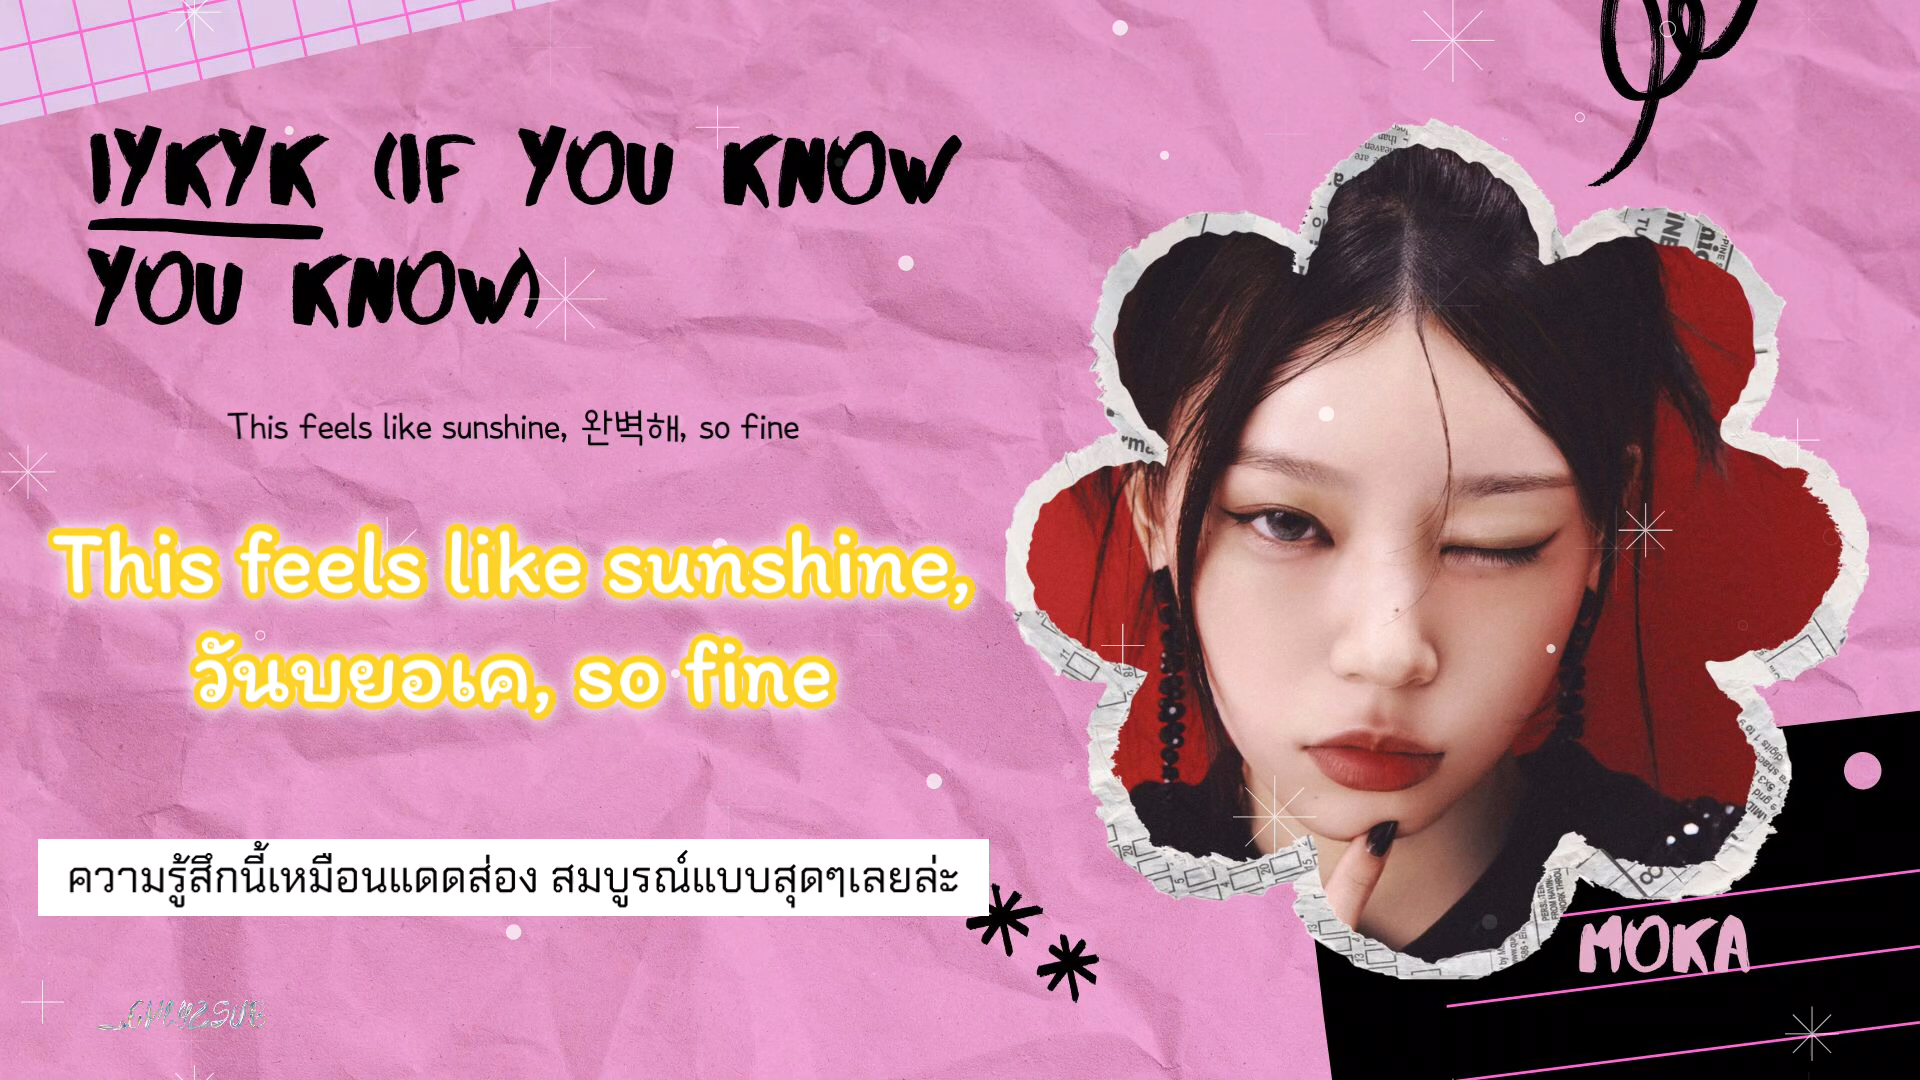 IYKYK (IF YOU KNOW
YOU KNOW)
This feels like sunshine, 완벽해, so fine
This feels like sunshine,
วันบยอเค, so fine
ความรู้สึกนี้เหมือนแดดส่อง สมบูรณ์แบบสุดๆเลยล่ะ
MOKA